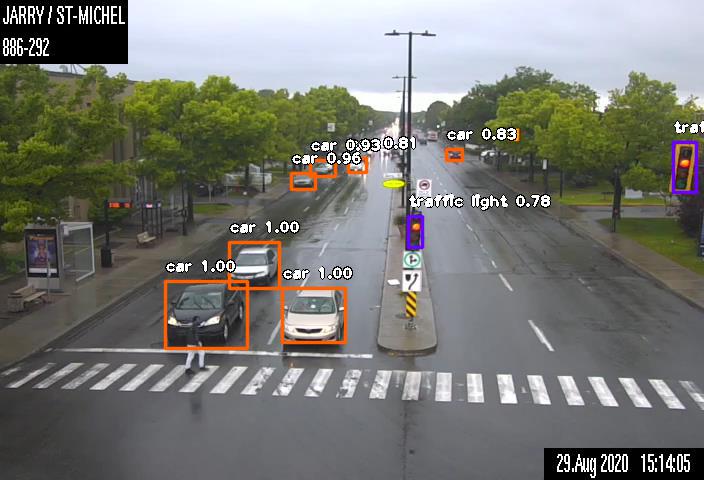 JARRY / ST-MICHEL
886-292
car 0.83
car 0.93
0.81
car 0.96
traf
traffic light 0.78
car 1.00
car 1.00
car 1.00
29.Aug 2020 15:14:05